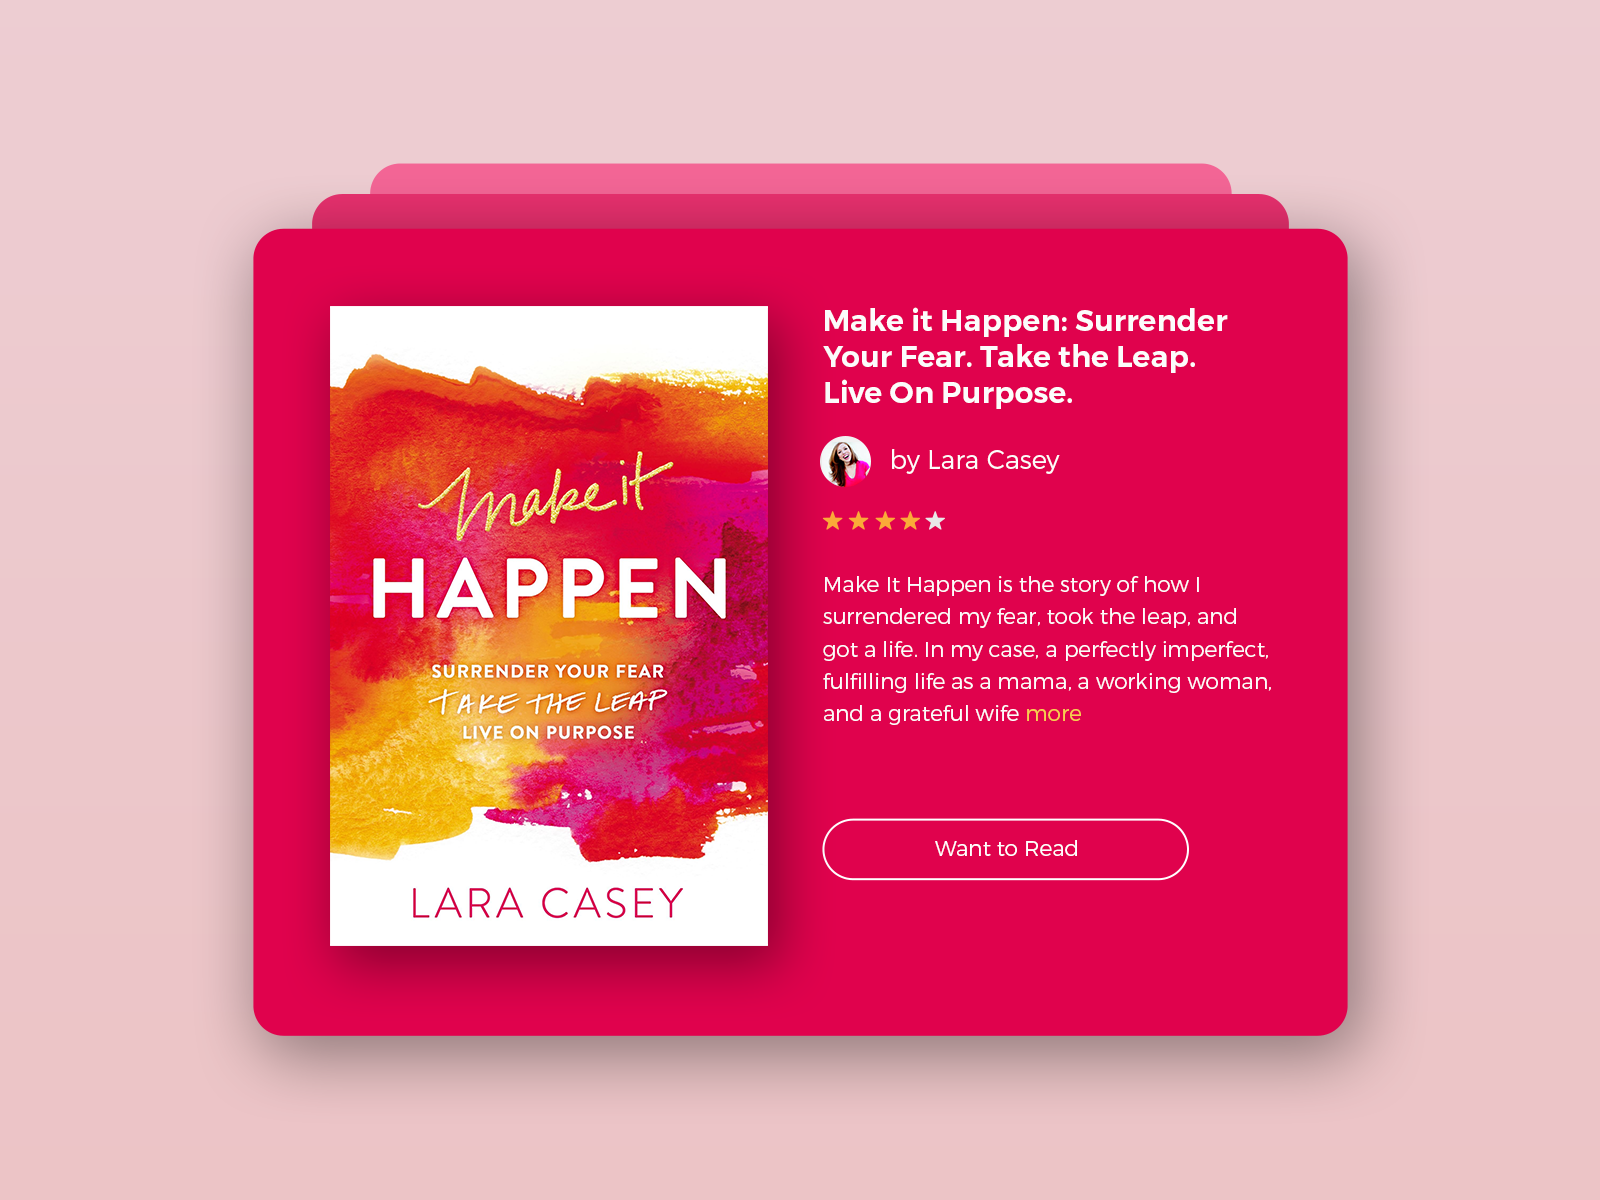 make it
HAPPEN
SURRENDER YOUR FEAR
TAKE THE LEAP
LIVE ON PURPOSE
LARA CASEY
Make it Happen: Surrender
Your Fear. Take the Leap.
Live On Purpose.
by Lara Casey
Make It Happen is the story of how I
surrendered my fear, took the leap, and
got a life. In my case, a perfectly imperfect,
fulfilling life as a mama, a working woman,
and a grateful wife more
Want to Read